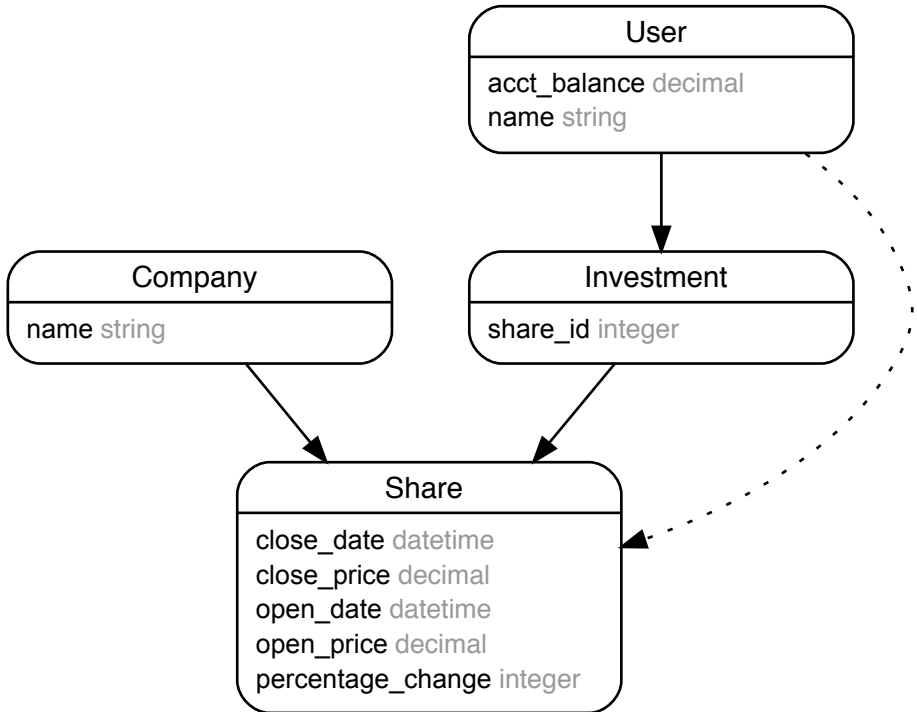 User
acct_balance decimal
name string
Company
name string
Investment
share_id integer
Share
close_date datetime
close_price decimal
open_date datetime
open_price decimal
percentage_change integer